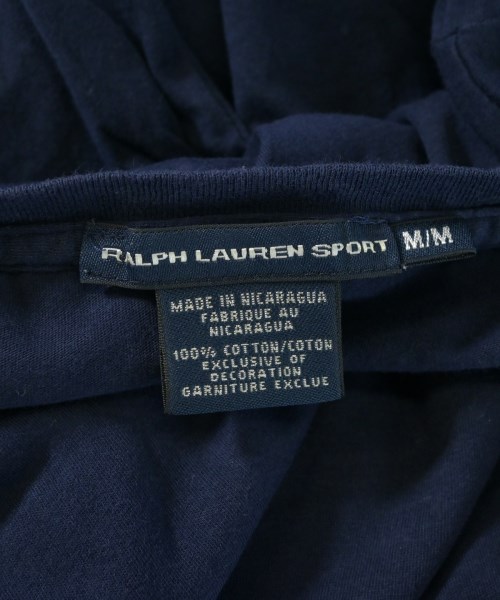 RALPH LAUREN SPORT M/M
MADE IN NICARAGUA
FABRIQUE AU
NICARAGUA
100% COTTON/COTON
EXCLUSIVE OF
DECORATION
GARNITURE EXCLUE